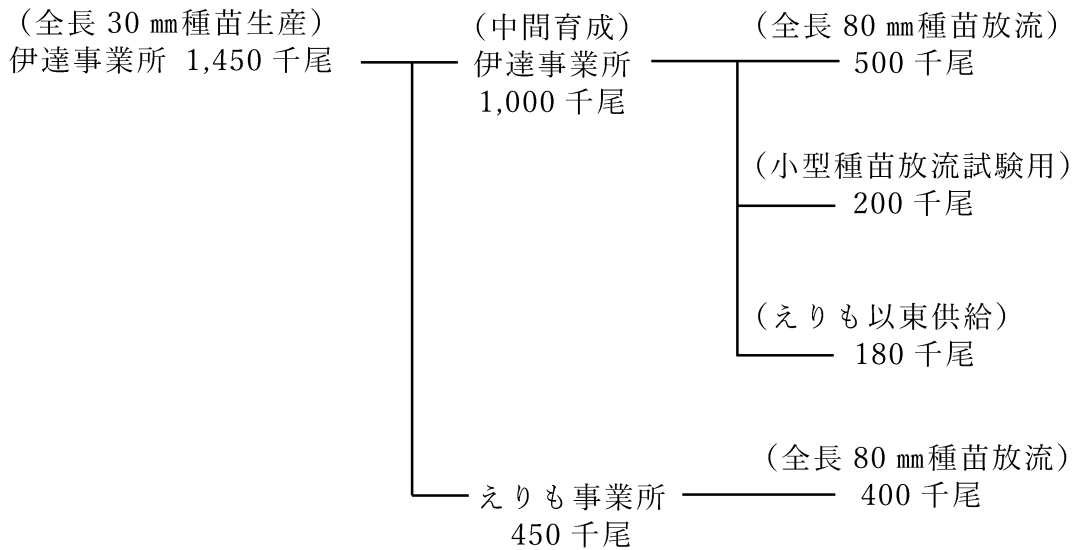 (全長 30 ㎜種苗生産)
伊達事業所 1,450 千尾
(中間育成)
伊達事業所
1,000 千尾
(全長 80 ㎜種苗放流)
500 千尾
(小型種苗放流試験用)
200 千尾
(えりも以東供給)
180 千尾
えりも事業所
450 千尾
(全長 80 ㎜種苗放流)
400 千尾